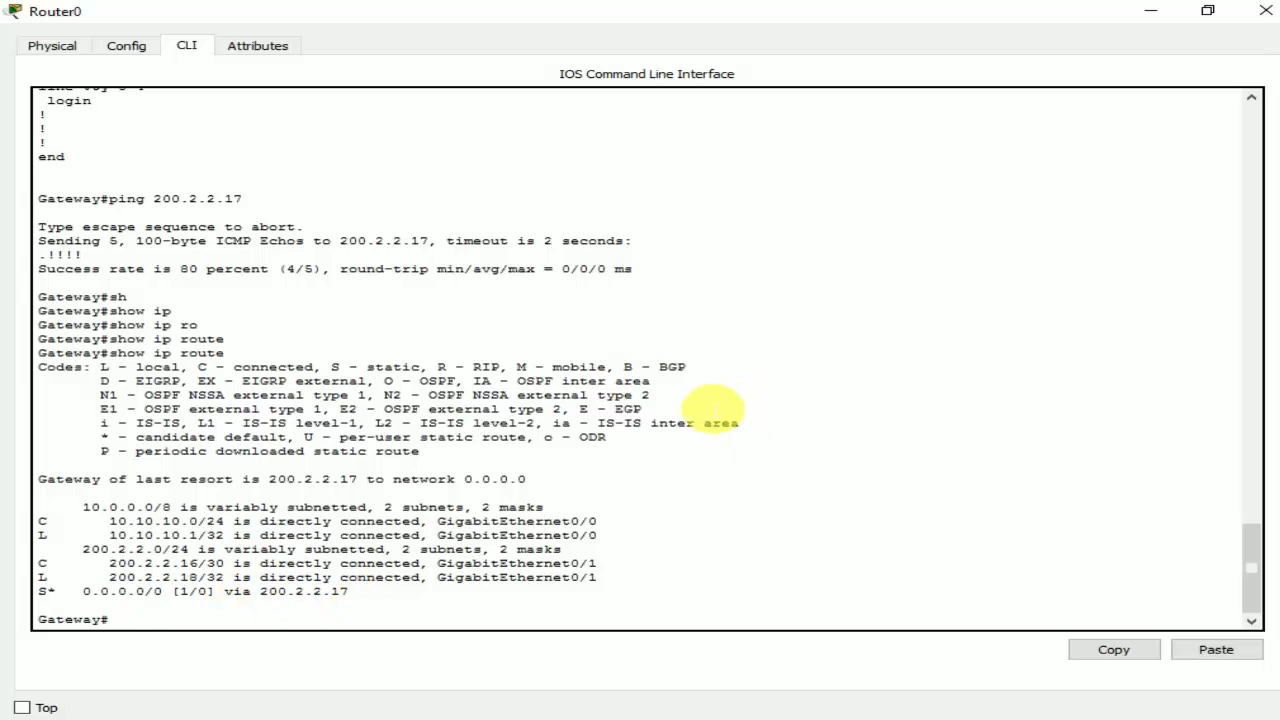 Router0
Physical Config CLI Attributes
IOS Command Line Interface
login
!
!
!
end
Gateway#ping 200.2.2.17
Type escape sequence to abort.
Sending 5, 100-byte ICMP Echos to 200.2.2.17, timeout is 2 seconds:
.!!!!
Success rate is 80 percent (4/5), round-trip min/avg/max = 0/0/0 ms
Gateway#sh
Gateway#show ip
Gateway#show ip ro
Gateway#show ip route
Gateway#show ip route
Codes: L - local, C - connected, S - static, R - RIP, M - mobile, B - BGP
D - EIGRP, EX - EIGRP external, O - OSPF, IA - OSPF inter area
N1 - OSPF NSSA external type 1, N2 - OSPF NSSA external type 2
E1 - OSPF external type 1, E2 - OSPF external type 2, E - EGP
i - IS-IS, L1 - IS-IS level-1, L2 - IS-IS level-2, ia - IS-IS inter area
* - candidate default, U - per-user static route, o - ODR
P - periodic downloaded static route
Gateway of last resort is 200.2.2.17 to network 0.0.0.0
10.0.0.0/8 is variably subnetted, 2 subnets, 2 masks
C 10.10.10.0/24 is directly connected, GigabitEthernet0/0
L 10.10.10.1/32 is directly connected, GigabitEthernet0/0
200.2.2.0/24 is variably subnetted, 2 subnets, 2 masks
C 200.2.2.16/30 is directly connected, GigabitEthernet0/1
L 200.2.2.18/32 is directly connected, GigabitEthernet0/1
S* 0.0.0.0/0 [1/0] via 200.2.2.17
Gateway#
Copy Paste
Top